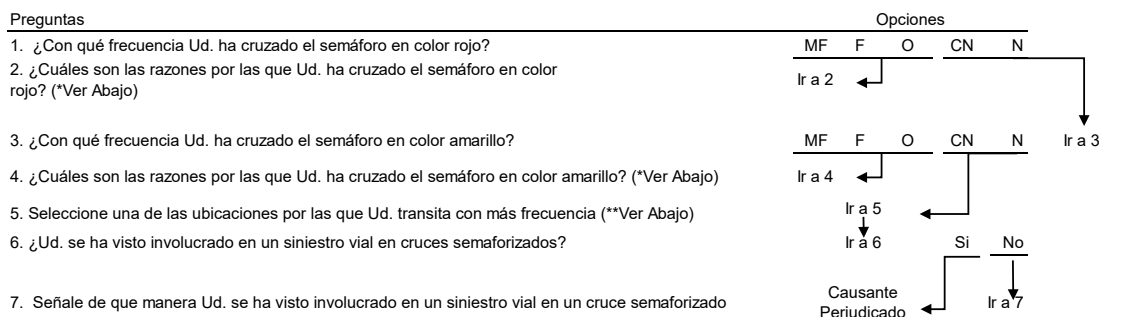 Preguntas Opciones
1. ¿Con qué frecuencia Ud. ha cruzado el semáforo en color rojo? MF F O CN N
2. ¿Cuáles son las razones por las que Ud. ha cruzado el semáforo en color
rojo? (*Ver Abajo) Ir a 2
3. ¿Con qué frecuencia Ud. ha cruzado el semáforo en color amarillo? MF F O CN N Ir a 3
4. ¿Cuáles son las razones por las que Ud. ha cruzado el semáforo en color amarillo? (*Ver Abajo) Ir a 4
5. Seleccione una de las ubicaciones por las que Ud. transita con más frecuencia (**Ver Abajo) Ir a 5
6. ¿Ud. se ha visto involucrado en un siniestro vial en cruces semaforizados? Ir a 6 Si No
7. Señale de que manera Ud. se ha visto involucrado en un siniestro vial en un cruce semaforizado Causante Ir a 7
Perjudicado